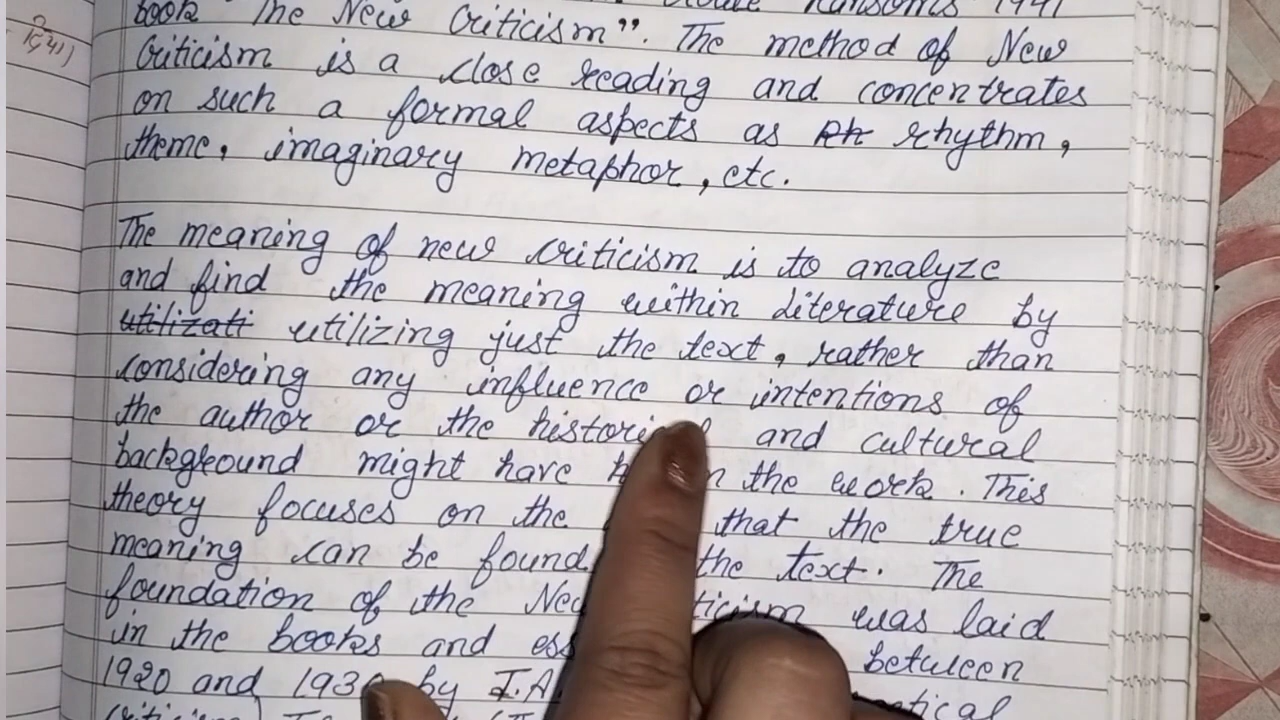 book "The New Criticism". The method of New
Criticism is a close reading and concentrates
on such a formal aspects as Rh rhythm,
theme, imaginary metaphor, etc.
The meaning of new criticism is to analyze
and find the meaning within literature by
utilizati utilizing just the text, rather than
considering any influence or intentions of
the author or the and cultural
background might have the work. This
theory focuses on the that the true
meaning can be found the text. The
foundation of the was laid
in the books and between
1920 and 1930 by I.A.